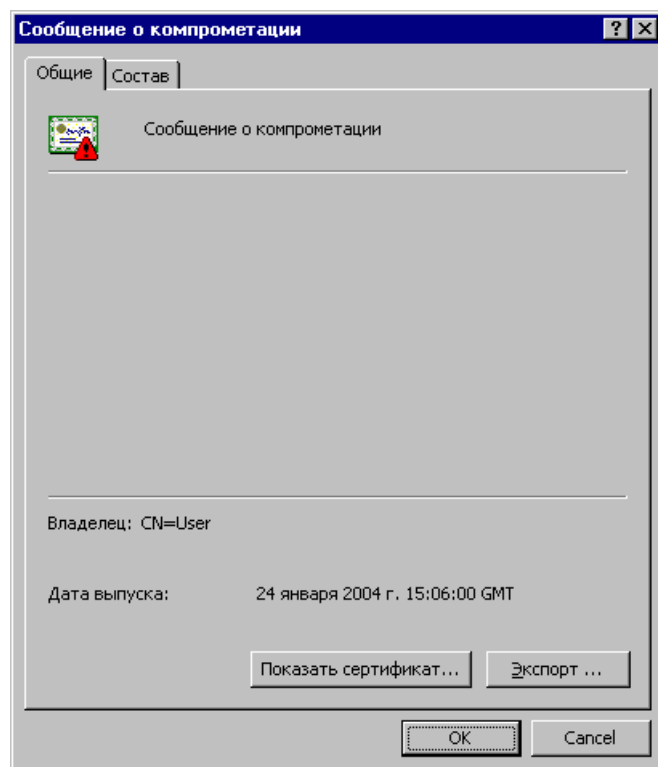 Сообщение о компрометации
Общие Состав
Сообщение о компрометации
Владелец: CN=User
Дата выпуска: 24 января 2004 г. 15:06:00 GMT
Показать сертификат... Экспорт ...
OK Cancel